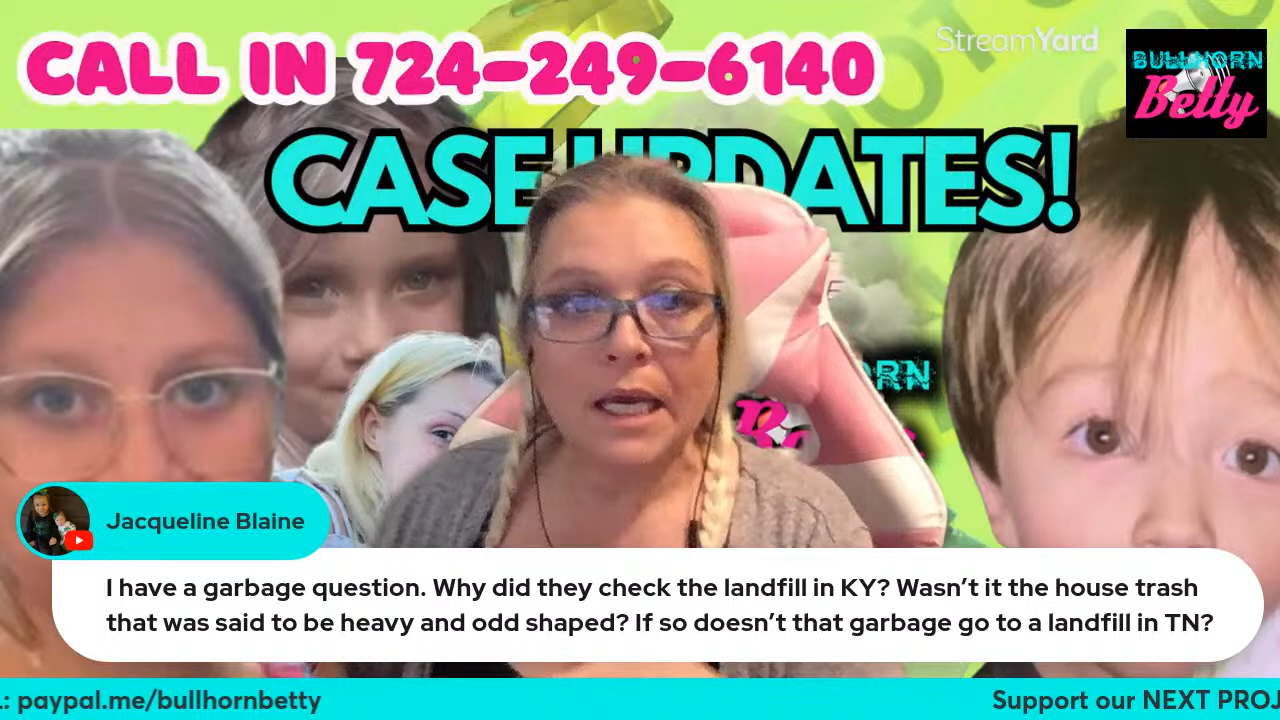 CALL IN 724-249-6140
StreamYard
BULLHORN
Betty
CASE UPDATES!
Jacqueline Blaine
I have a garbage question. Why did they check the landfill in KY? Wasn't it the house trash
that was said to be heavy and odd shaped? If so doesn't that garbage go to a landfill in TN?
paypal.me/bullhornbetty
Support our NEXT